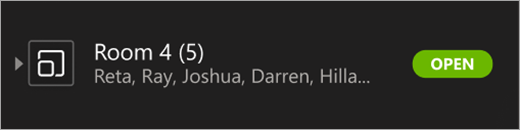 Room 4 (5)
Reta, Ray, Joshua, Darren, Hilla...
OPEN